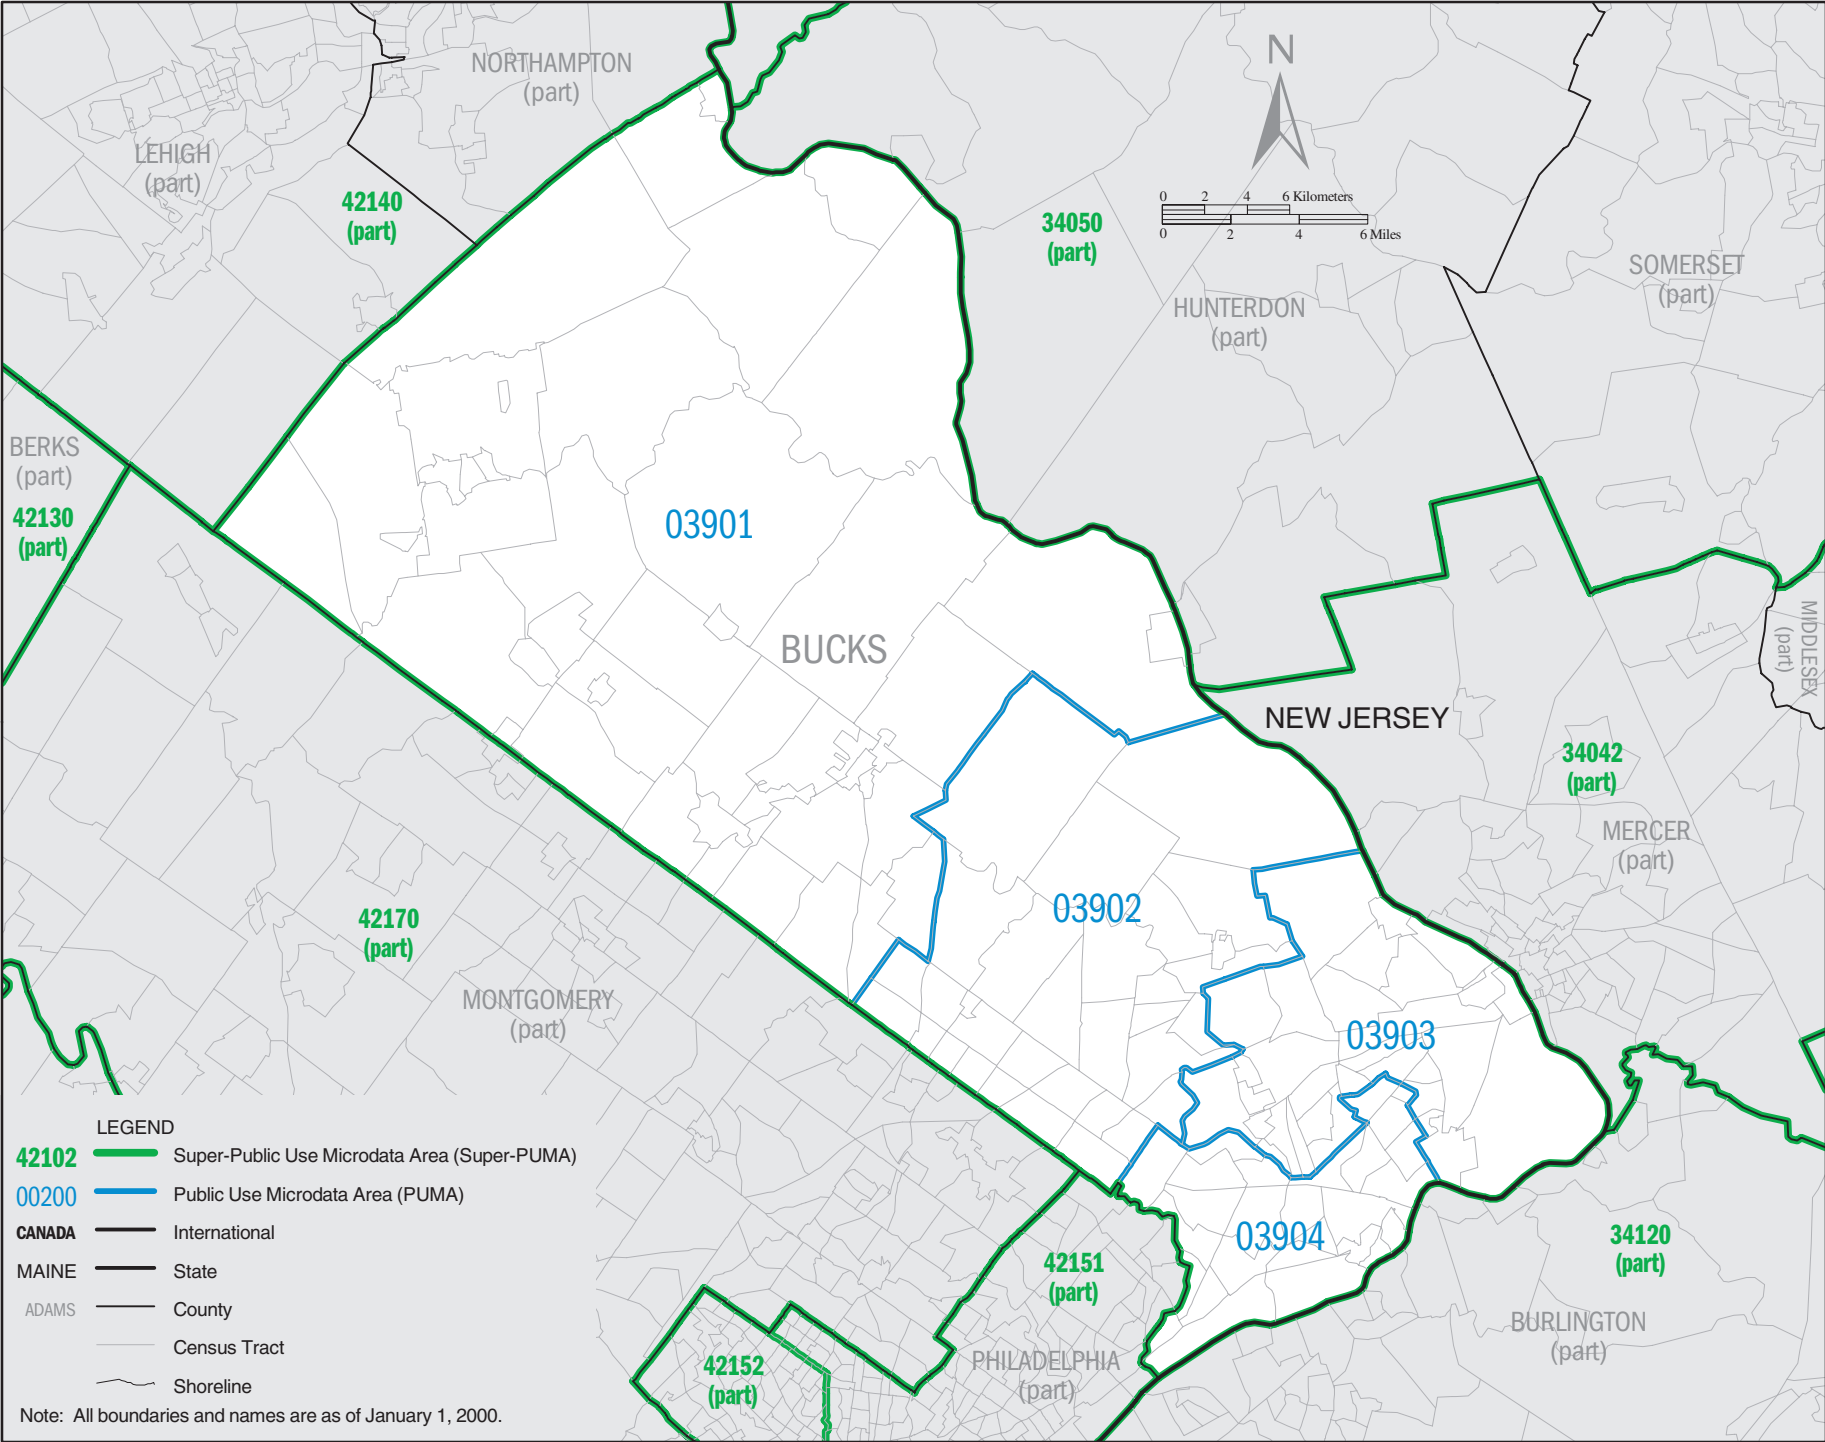 NORTHAMPTON
(part)
N
LEHIGH
(part)
42140
(part)
0 2 4 6 Kilometers
0 2 4 6 Miles
34050
(part)
SOMERSET
(part)
HUNTERDON
(part)
BERKS
(part)
42130
(part)
03901
BUCKS
MIDDLESEX
(part)
NEW JERSEY
34042
(part)
MERCER
(part)
03902
42170
(part)
MONTGOMERY
(part)
03903
03904
42151
(part)
34120
(part)
BURLINGTON
(part)
PHILADELPHIA
(part)
42152
(part)
LEGEND
42102 Super-Public Use Microdata Area (Super-PUMA)
00200 Public Use Microdata Area (PUMA)
CANADA International
MAINE State
ADAMS County
Census Tract
Shoreline
Note: All boundaries and names are as of January 1, 2000.